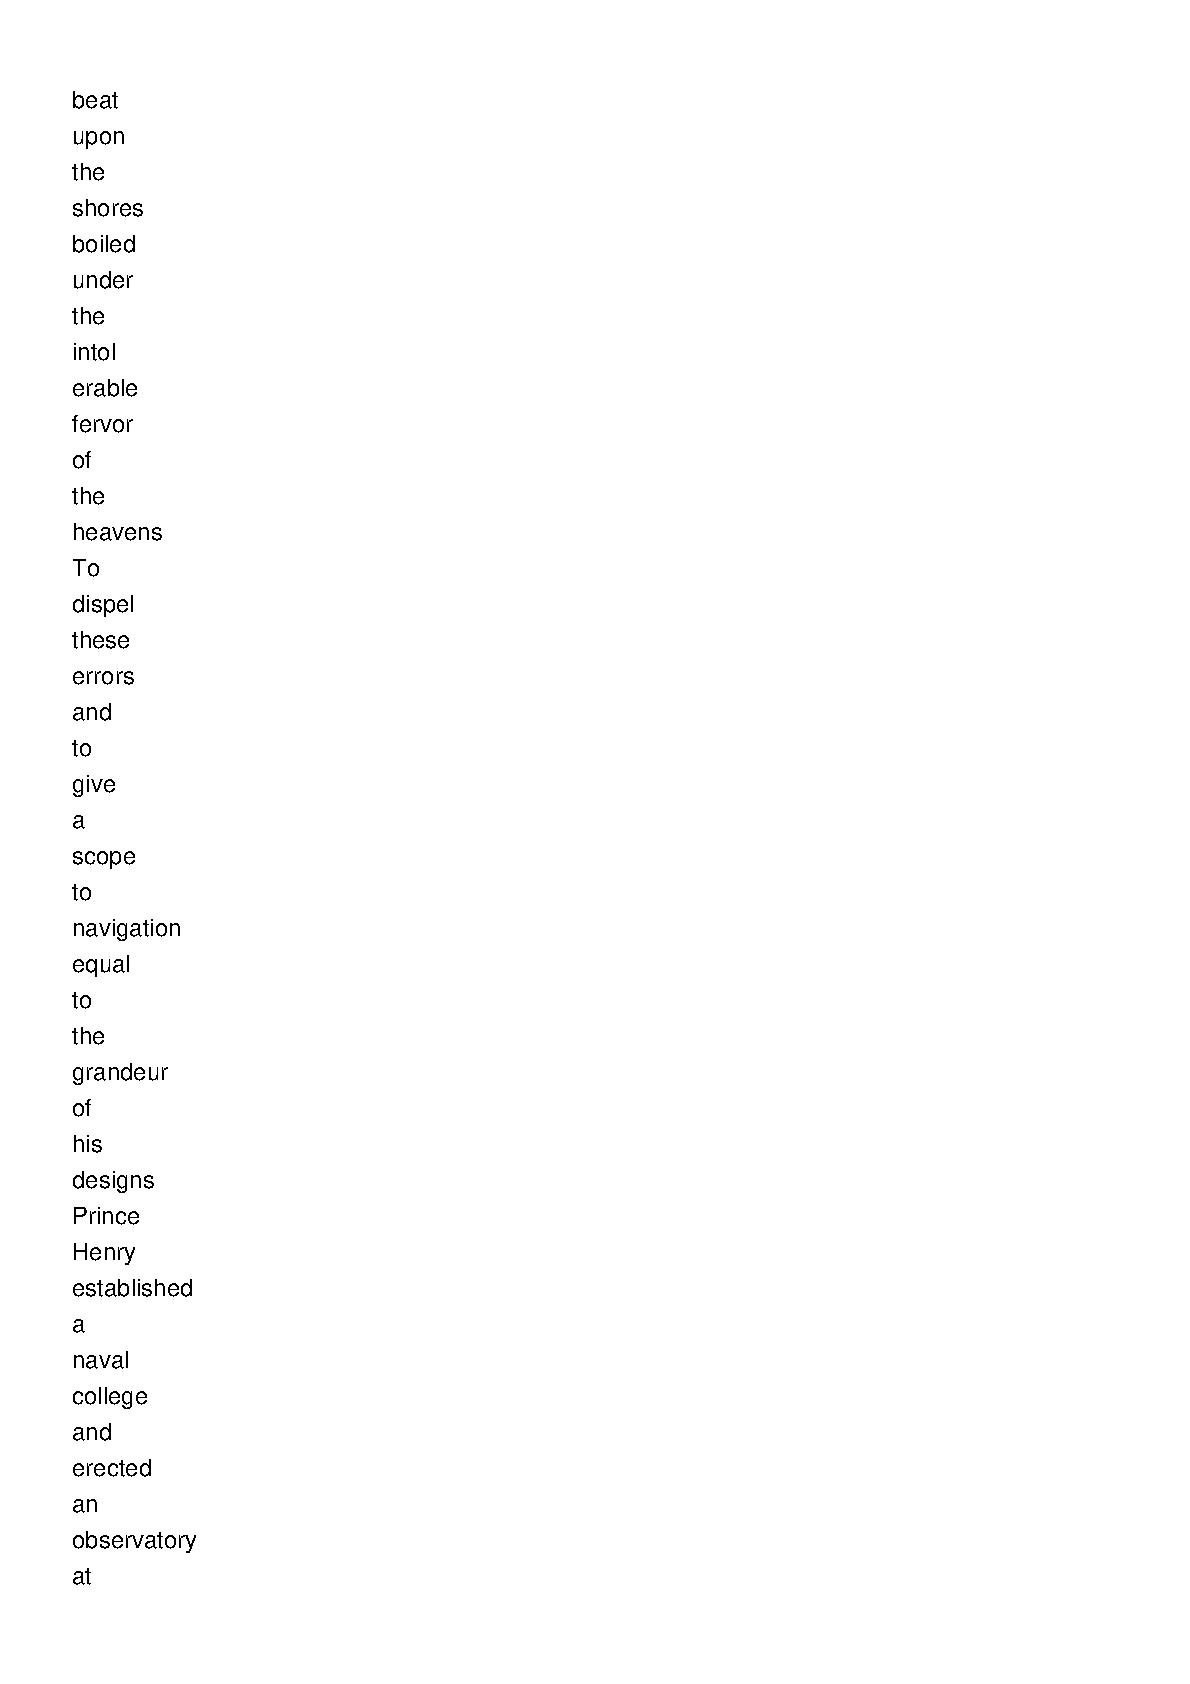 beat
upon
the
shores
boiled
under
the
intol
erable
fervor
of
the
heavens
To
dispel
these
errors
and
to
give
a
scope
to
navigation
equal
to
the
grandeur
of
his
designs
Prince
Henry
established
a
naval
college
and
erected
an
observatory
at